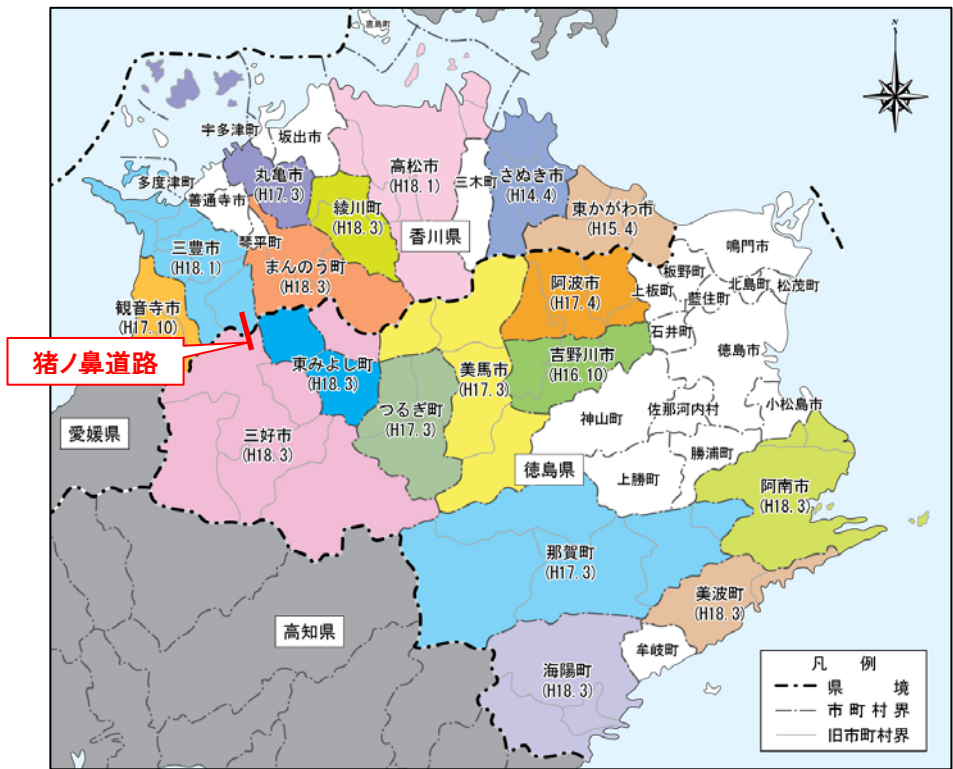 N
直島町
宇多津町
坂出市
高松市
(H18.1)
丸亀市
(H17.3)
多度津町
善通寺市
綾川町
(H18.3)
三木町
さぬき市
(H14.4)
東かがわ市
(H15.4)
香川県
琴平町
三豊市
(H18.1)
まんのう町
(H18.3)
観音寺市
(H17.10)
鳴門市
板野町
上板町
北島町
松茂町
藍住町
阿波市
(H17.4)
石井町
徳島市
猪ノ鼻道路
東みよし町
(H18.3)
美馬市
(H17.3)
吉野川市
(H16.10)
つるぎ町
(H17.3)
神山町
佐那河内村
小松島市
愛媛県
三好市
(H18.3)
勝浦町
徳島県
上勝町
阿南市
(H18.3)
那賀町
(H17.3)
美波町
(H18.3)
高知県
牟岐町
海陽町
(H18.3)
凡 例
県 境
市町村界
旧市町村界